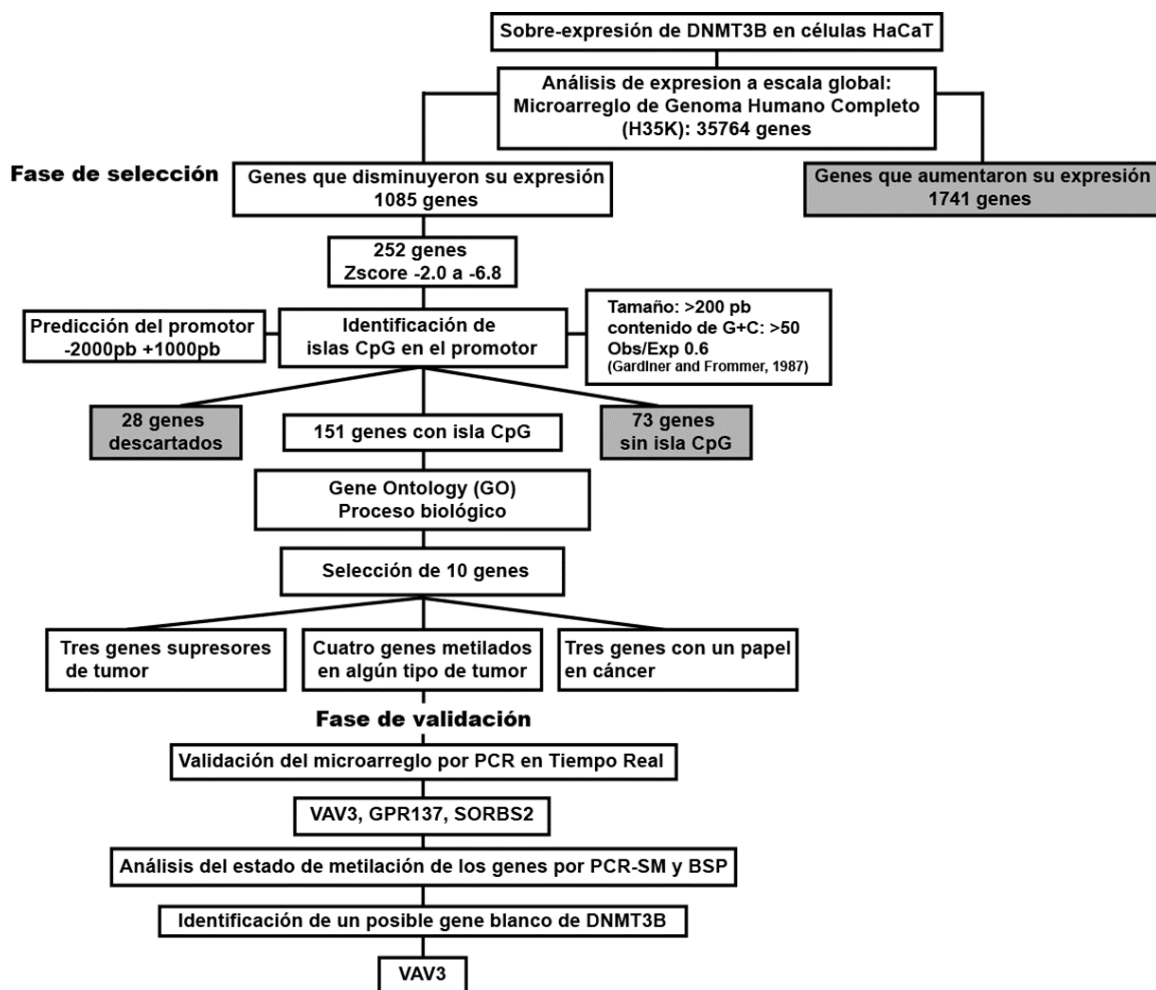 Sobre-expresión de DNMT3B en células HaCaT
Análisis de expresion a escala global:
Microarreglo de Genoma Humano Completo
(H35K): 35764 genes
Fase de selección
Genes que disminuyeron su expresión
1085 genes
Genes que aumentaron su expresión
1741 genes
252 genes
Zscore -2.0 a -6.8
Predicción del promotor
-2000pb +1000pb
Identificación de
islas CpG en el promotor
Tamaño: >200 pb
contenido de G+C: >50
Obs/Exp 0.6
(Gardiner and Frommer, 1987)
28 genes
descartados
151 genes con isla CpG
73 genes
sin isla CpG
Gene Ontology (GO)
Proceso biológico
Selección de 10 genes
Tres genes supresores
de tumor
Cuatro genes metilados
en algún tipo de tumor
Tres genes con un papel
en cáncer
Fase de validación
Validación del microarreglo por PCR en Tiempo Real
VAV3, GPR137, SORBS2
Análisis del estado de metilación de los genes por PCR-SM y BSP
Identificación de un posible gene blanco de DNMT3B
VAV3